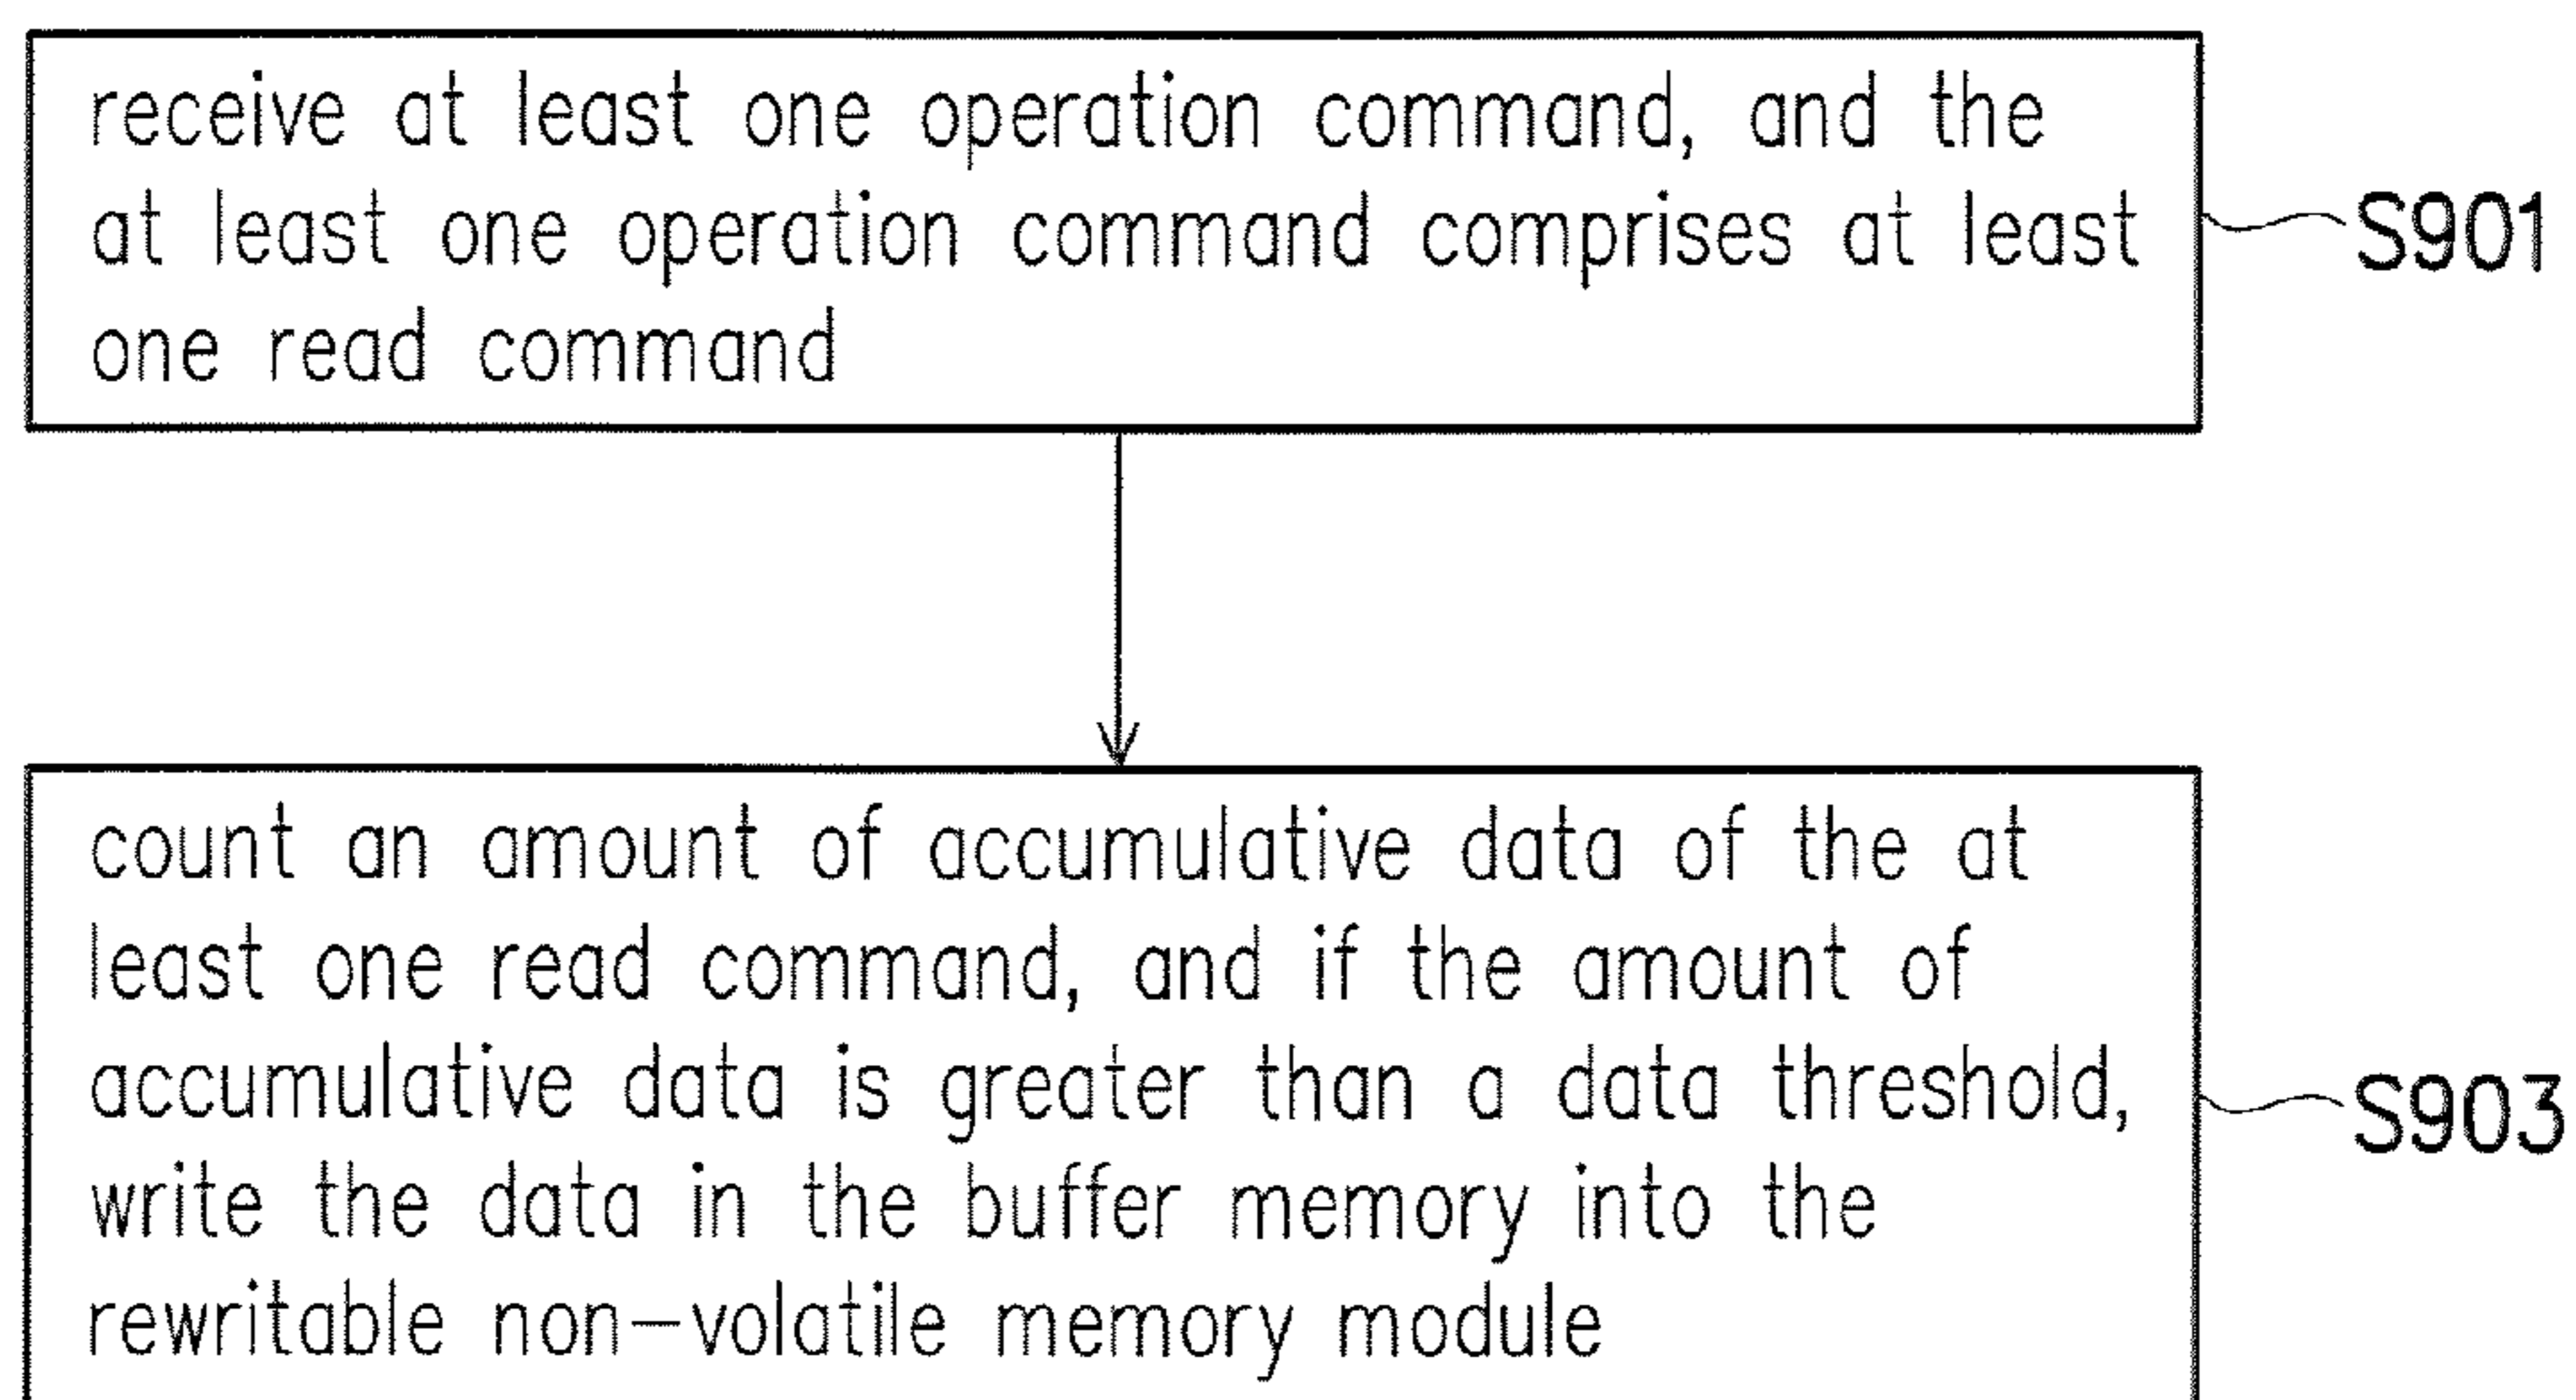 receive at least one operation command, and the
at least one operation command comprises at least
one read command
S901
count an amount of accumulative data of the at
least one read command, and if the amount of
accumulative data is greater than a data threshold,
write the data in the buffer memory into the
rewritable non-volatile memory module
S903